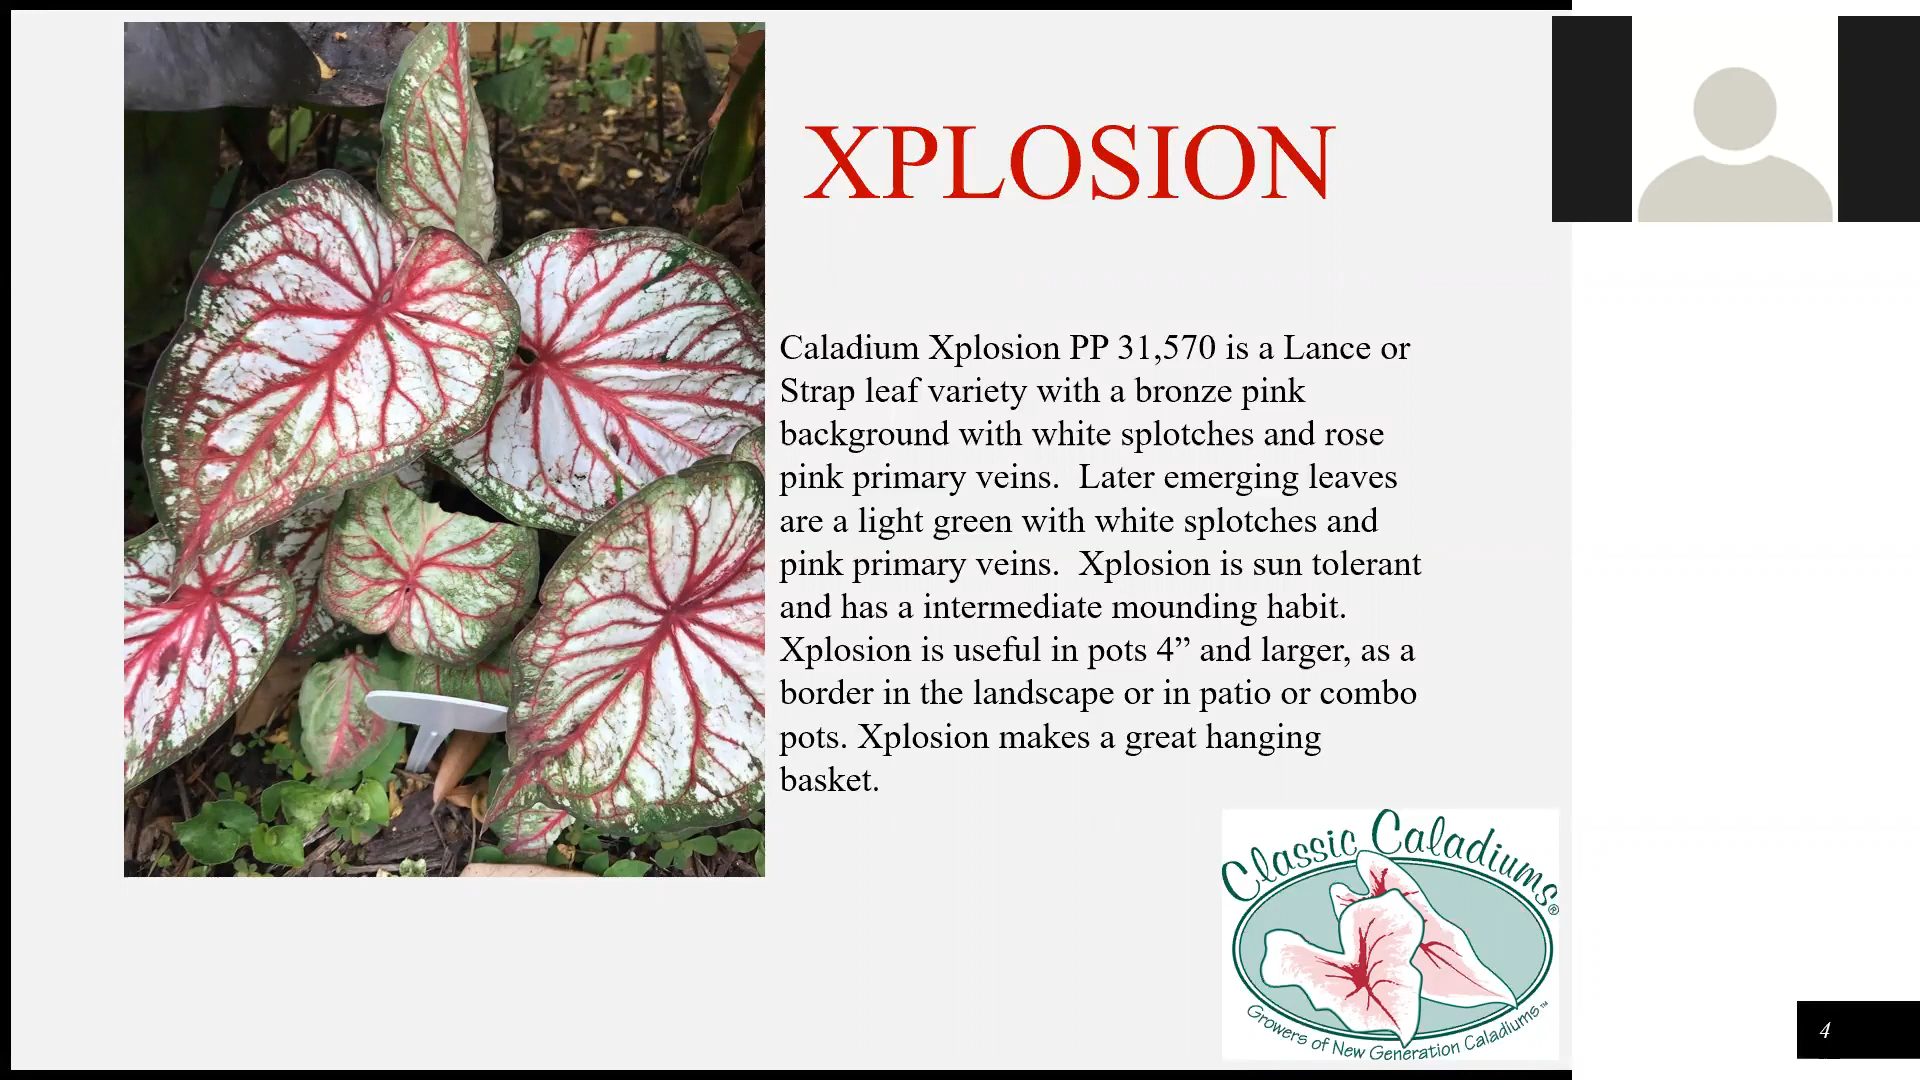 XPLOSION
Caladium Xplosion PP 31,570 is a Lance or
Strap leaf variety with a bronze pink
background with white splotches and rose
pink primary veins.  Later emerging leaves
are a light green with white splotches and
pink primary veins.  Xplosion is sun tolerant
and has a intermediate mounding habit.
Xplosion is useful in pots 4” and larger, as a
border in the landscape or in patio or combo
pots. Xplosion makes a great hanging
basket.
Classic Caladiums®
Growers of New Generation Caladiums™
4